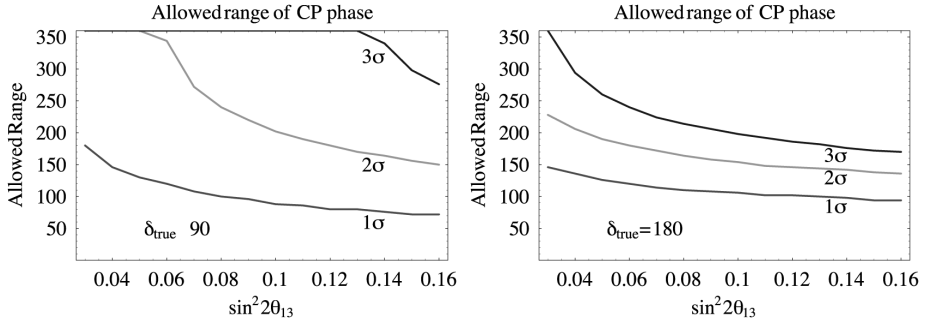 Allowed range of CP phase
350
300
250
200
150
100
50
Allowed Range
3σ
2σ
1σ
δtrue 90
0.04 0.06 0.08 0.1 0.12 0.14 0.16
sin²2θ₁₃
Allowed range of CP phase
350
300
250
200
150
100
50
Allowed Range
3σ
2σ
1σ
δtrue=180
0.04 0.06 0.08 0.1 0.12 0.14 0.16
sin²2θ₁₃